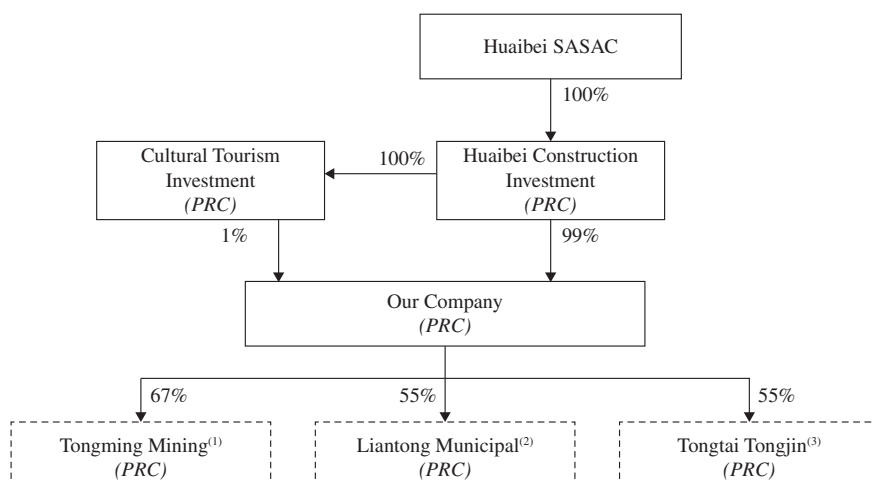 Huaibei SASAC
100%
Cultural Tourism
Investment
(PRC)
100%
Huaibei Construction
Investment
(PRC)
1%
99%
Our Company
(PRC)
67%
55%
55%
Tongming Mining(1)
(PRC)
Liantong Municipal(2)
(PRC)
Tongtai Tongjin(3)
(PRC)